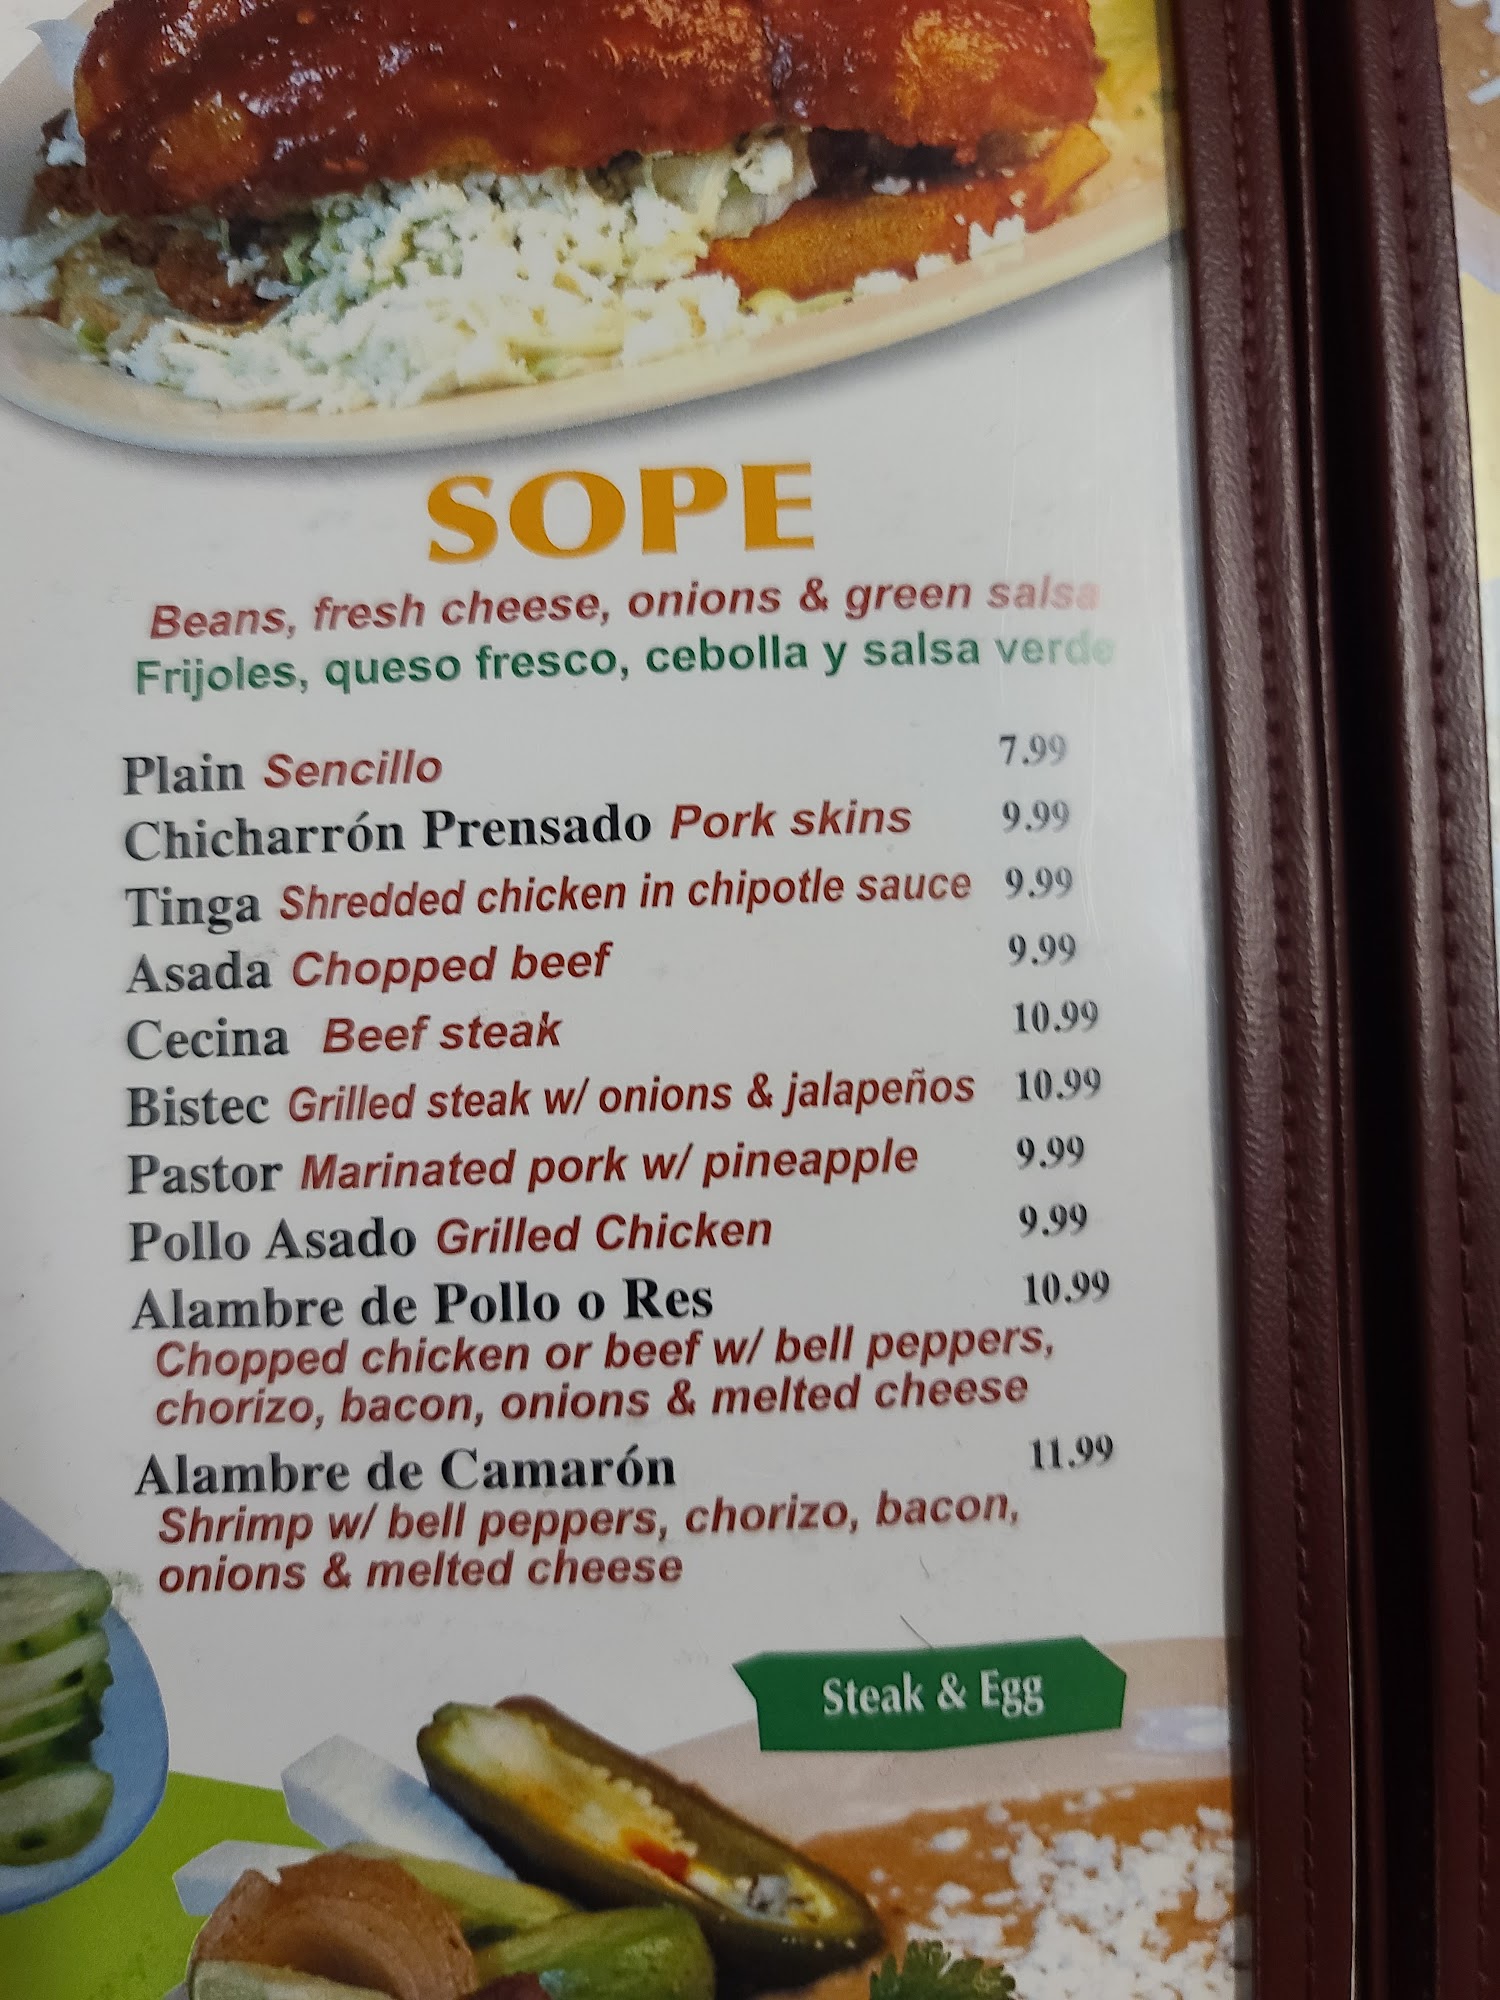 SOPE
Beans, fresh cheese, onions & green salsa
Frijoles, queso fresco, cebolla y salsa verde
Plain Sencillo 7.99
Chicharrón Prensado Pork skins 9.99
Tinga Shredded chicken in chipotle sauce 9.99
Asada Chopped beef 9.99
Cecina Beef steak 10.99
Bistec Grilled steak w/ onions & jalapeños 10.99
Pastor Marinated pork w/ pineapple 9.99
Pollo Asado Grilled Chicken 9.99
Alambre de Pollo o Res 10.99
Chopped chicken or beef w/ bell peppers,
chorizo, bacon, onions & melted cheese
Alambre de Camarón 11.99
Shrimp w/ bell peppers, chorizo, bacon,
onions & melted cheese
Steak & Egg